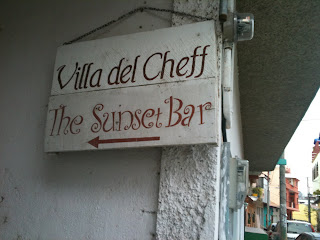 Villa del Cheff
The Sunset Bar